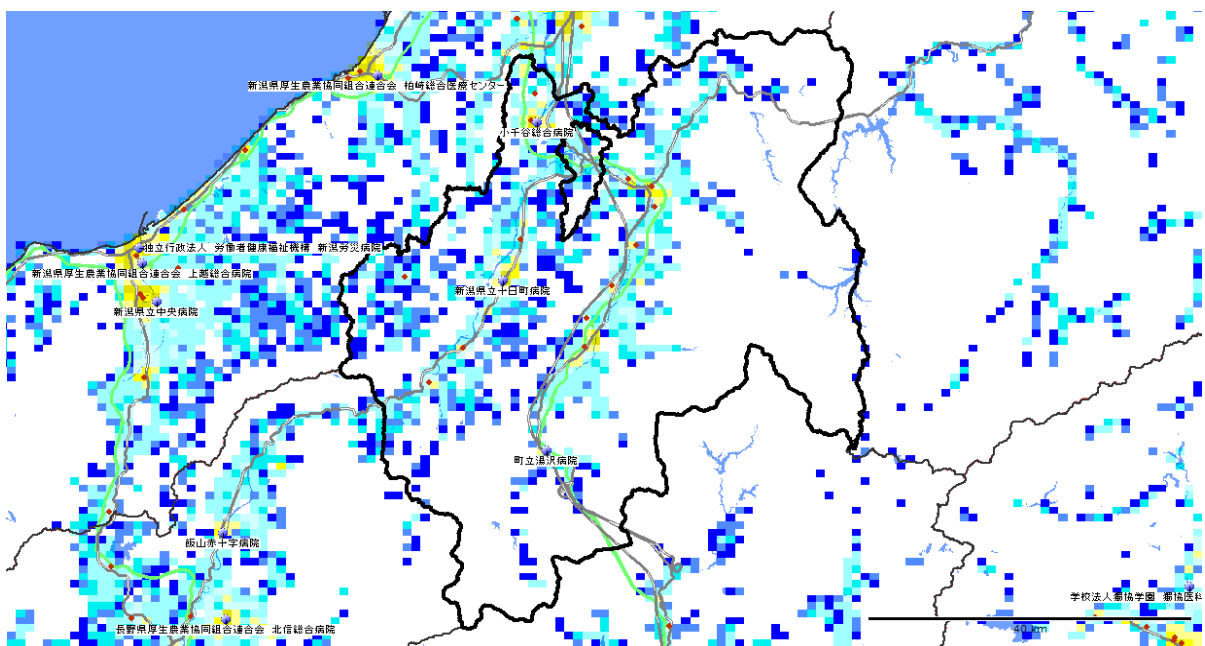 新潟県厚生農業協同組合連合会 柏崎総合医療センター
小千谷総合病院
独立行政法人 労働者健康福祉機構 新潟労災病院
新潟県厚生農業協同組合連合会 上越総合病院
新潟県立十日町病院
新潟県立中央病院
町立湯沢病院
飯山赤十字病院
学校法人獨協学園 獨協医科
長野県厚生農業協同組合連合会 北信総合病院
40 km